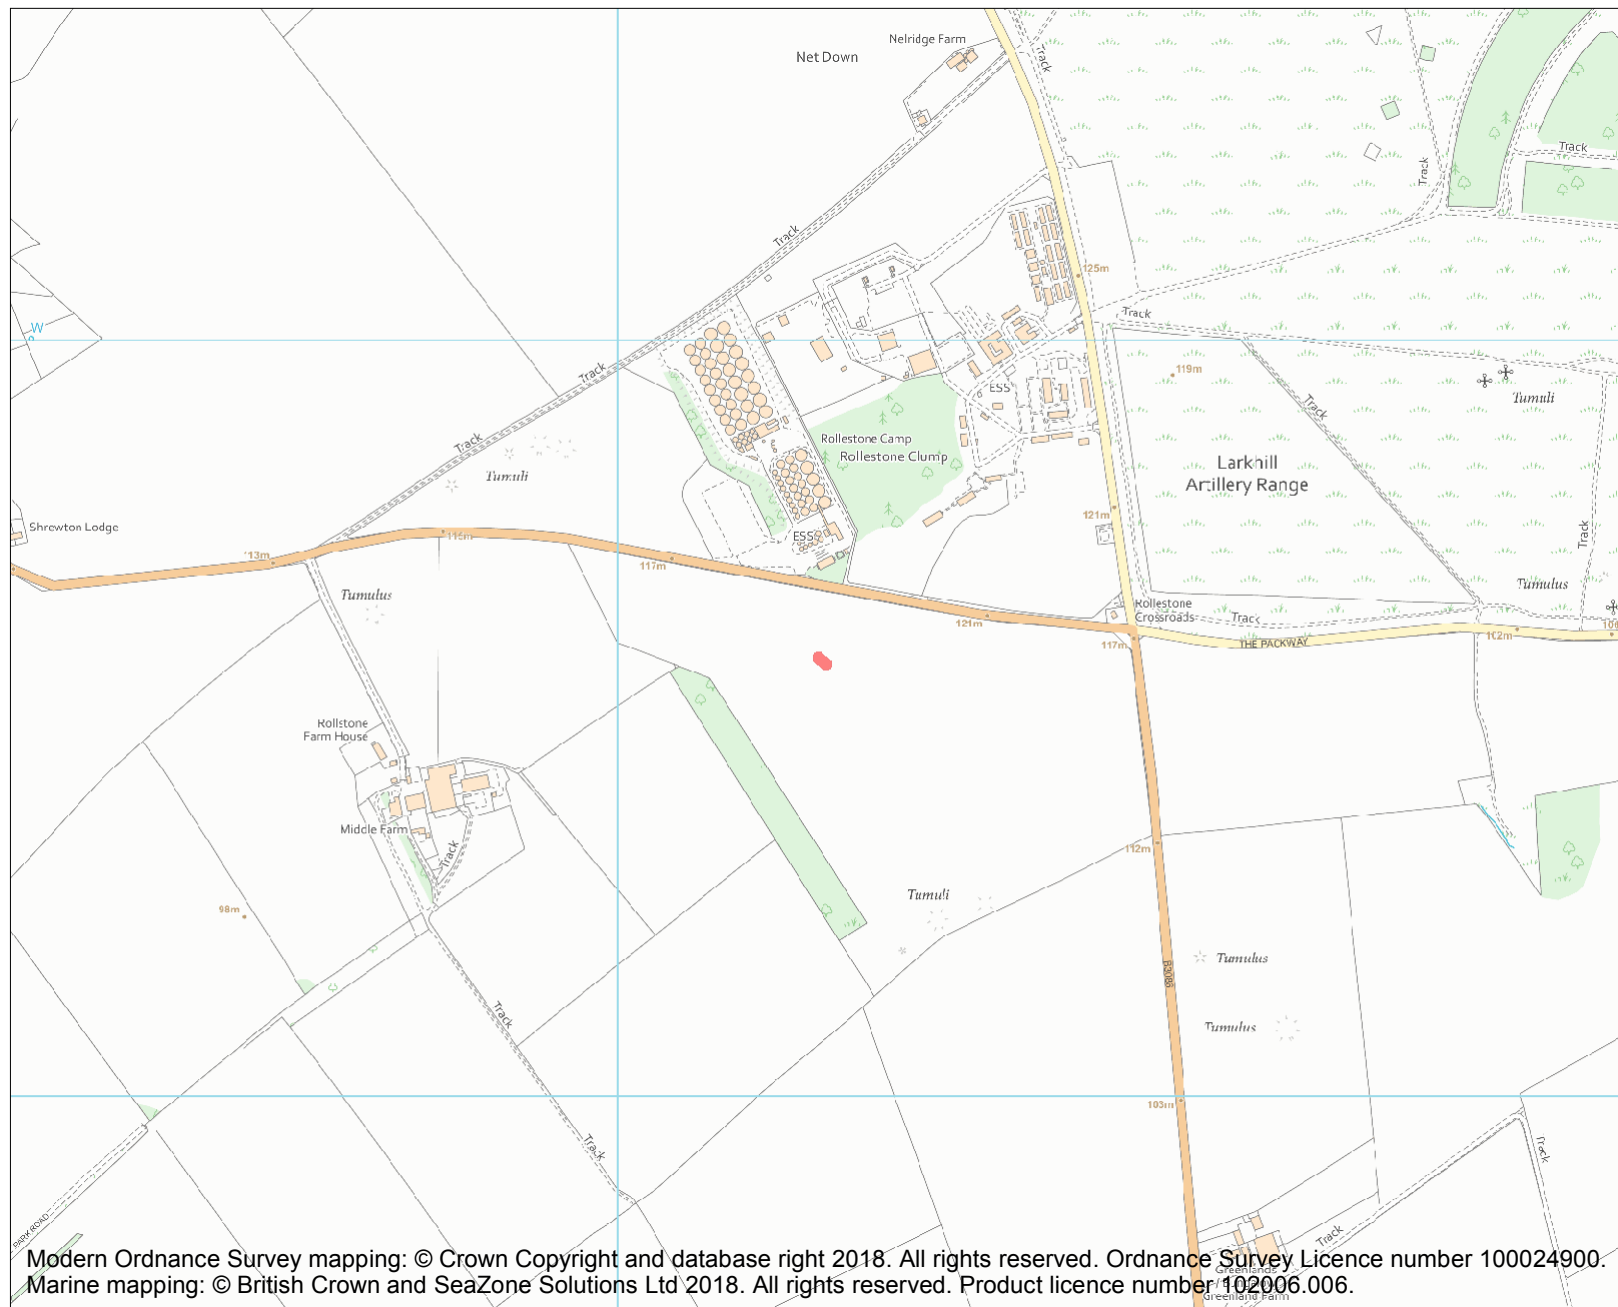 Nelridge Farm
Net Down
Track
Track
Track
Track
125m
Track
W
Track
119m
ESS
Tumuli
Track
Rollestone Camp
Track
Rollestone Clump
Larkhill
Artillery Range
Tumuli
121m
Shrewton Lodge
115m
ESS
Track
113m
117m
Tumulus
Tumulus
Rollestone
Crossroads
Track
121m
117m
THE PACKWAY
102m
Rollstone
Farm House
Middle Farm
Track
112m
Tumuli
98m
Tumulus
B3086
Track
Tumulus
103m
Track
Track
PARK ROAD
Track
Modern Ordnance Survey mapping: © Crown Copyright and database right 2018. All rights reserved. Ordnance Survey Licence number 100024900.
Marine mapping: © British Crown and SeaZone Solutions Ltd 2018. All rights reserved. Product licence number 102006.006.
Greenlands
Greenland Farm